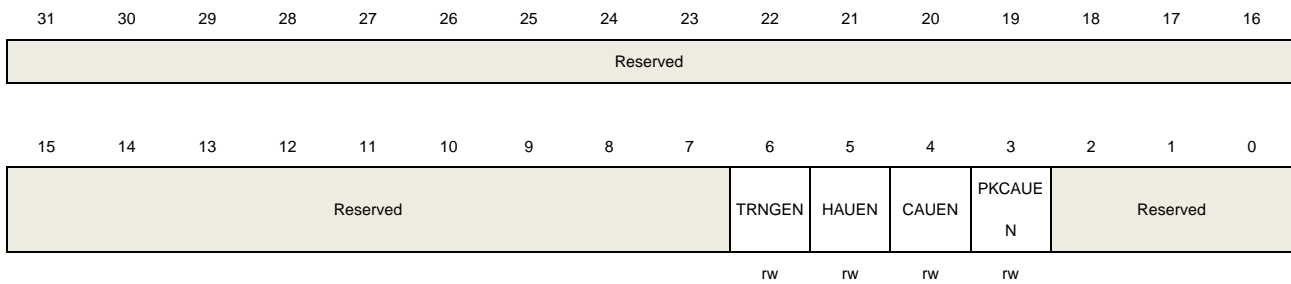 31 30 29 28 27 26 25 24 23 22 21 20 19 18 17 16
Reserved
15 14 13 12 11 10 9 8 7 6 5 4 3 2 1 0
Reserved TRNGEN HAUEN CAUEN PKCAUE
N Reserved
rw rw rw rw